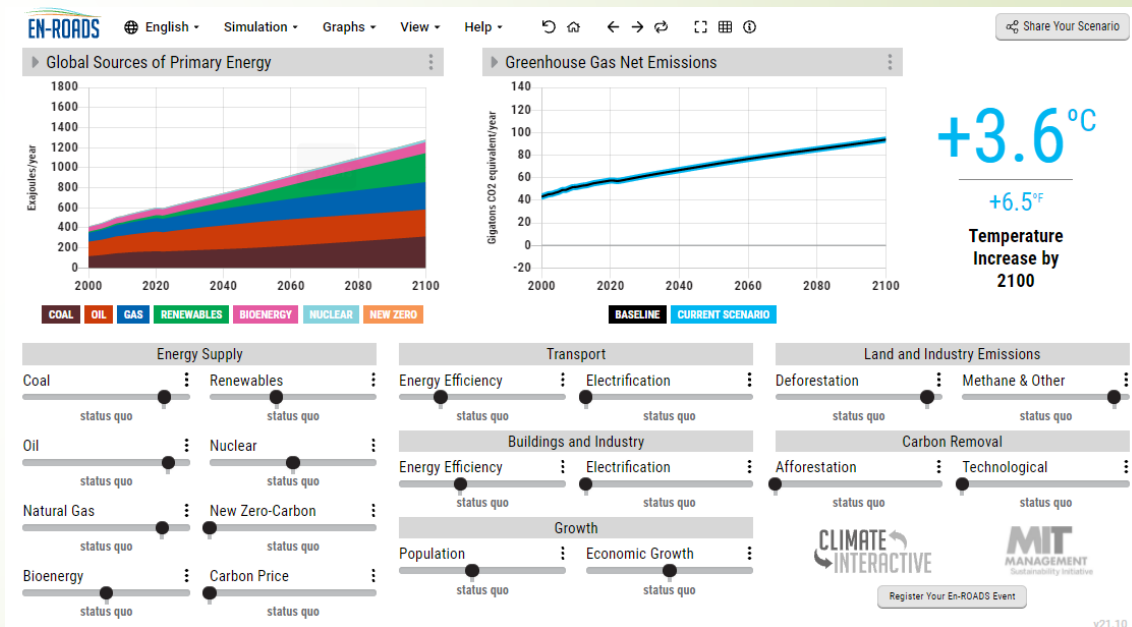 EN-ROADS
English
Simulation
Graphs
View
Help
Share Your Scenario
Global Sources of Primary Energy
Exajoules/year
1800
1600
1400
1200
1000
800
600
400
200
0
2000 2020 2040 2060 2080 2100
COAL OIL GAS RENEWABLES BIOENERGY NUCLEAR NEW ZERO
Greenhouse Gas Net Emissions
Gigatons CO2 equivalent/year
140
120
100
80
60
40
20
0
-20
2000 2020 2040 2060 2080 2100
BASELINE CURRENT SCENARIO
+3.6 ºC
+6.5 °F
Temperature
Increase by
2100
Energy Supply
Coal Renewables
status quo status quo
Oil Nuclear
status quo status quo
Natural Gas New Zero-Carbon
status quo status quo
Bioenergy Carbon Price
status quo status quo
Transport
Energy Efficiency Electrification
status quo status quo
Buildings and Industry
Energy Efficiency Electrification
status quo status quo
Growth
Population Economic Growth
status quo status quo
Land and Industry Emissions
Deforestation Methane & Other
status quo status quo
Carbon Removal
Afforestation Technological
status quo status quo
CLIMATE
INTERACTIVE
MIT
MANAGEMENT
Sustainability Initiative
Register Your En-ROADS Event
v21.10